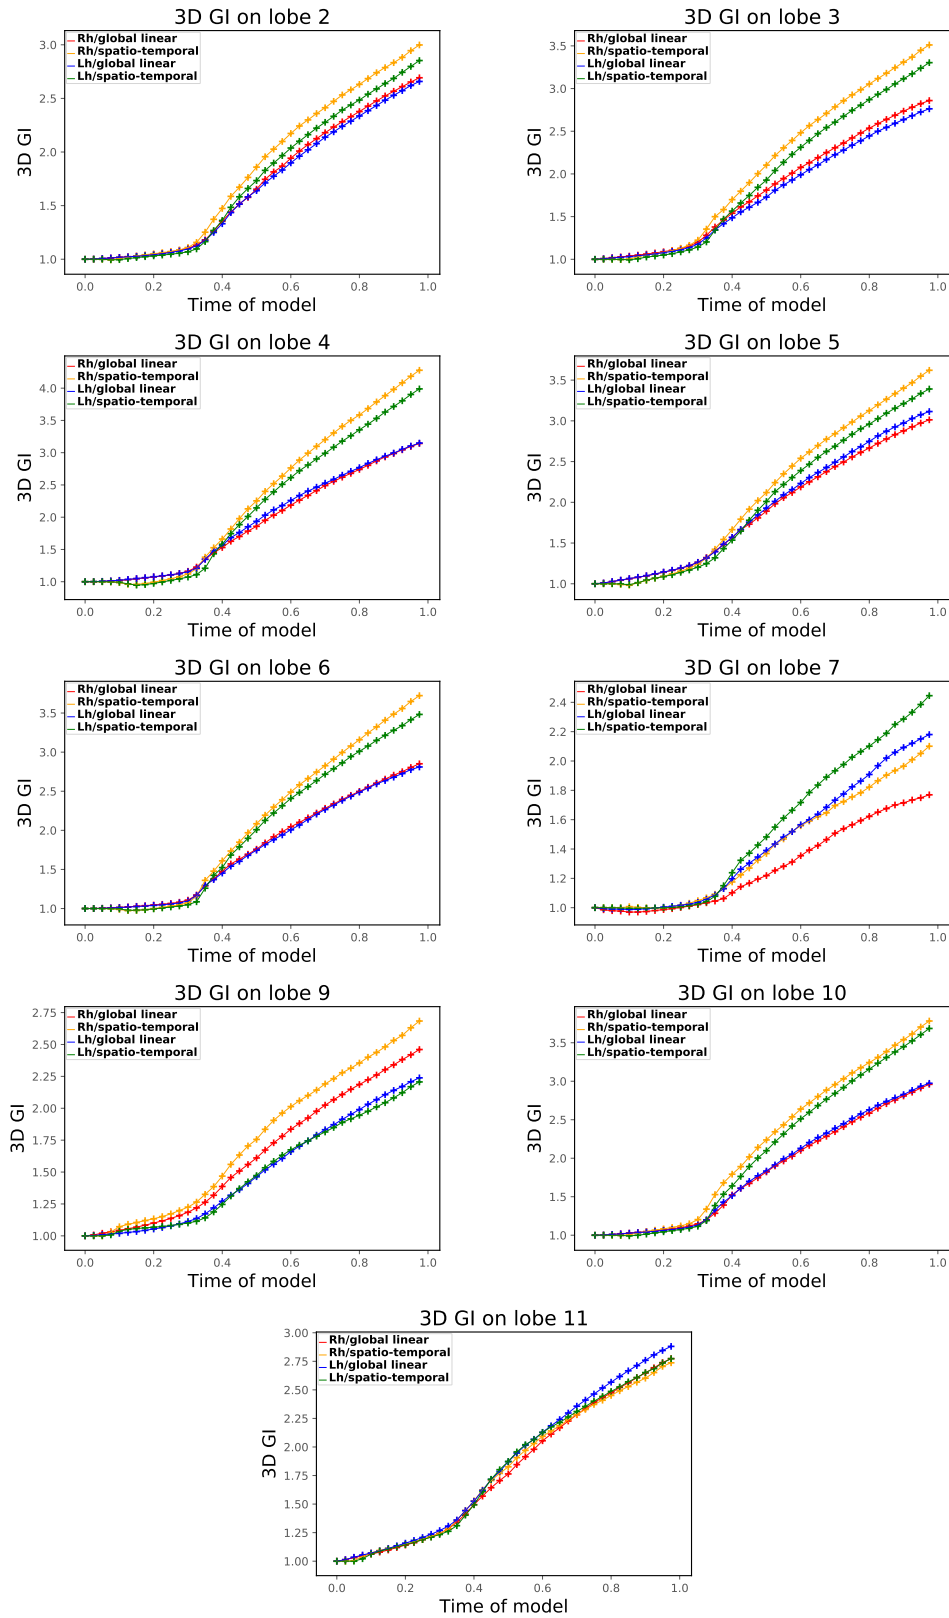 3D GI on lobe 2
Rh/global linear
Rh/spatio-temporal
Lh/global linear
Lh/spatio-temporal
3D GI
3.0
2.5
2.0
1.5
1.0
0.0 0.2 0.4 0.6 0.8 1.0
Time of model
3D GI on lobe 3
Rh/global linear
Rh/spatio-temporal
Lh/global linear
Lh/spatio-temporal
3D GI
3.5
3.0
2.5
2.0
1.5
1.0
0.0 0.2 0.4 0.6 0.8 1.0
Time of model
3D GI on lobe 4
Rh/global linear
Rh/spatio-temporal
Lh/global linear
Lh/spatio-temporal
3D GI
4.0
3.5
3.0
2.5
2.0
1.5
1.0
0.0 0.2 0.4 0.6 0.8 1.0
Time of model
3D GI on lobe 5
Rh/global linear
Rh/spatio-temporal
Lh/global linear
Lh/spatio-temporal
3D GI
3.5
3.0
2.5
2.0
1.5
1.0
0.0 0.2 0.4 0.6 0.8 1.0
Time of model
3D GI on lobe 6
Rh/global linear
Rh/spatio-temporal
Lh/global linear
Lh/spatio-temporal
3D GI
3.5
3.0
2.5
2.0
1.5
1.0
0.0 0.2 0.4 0.6 0.8 1.0
Time of model
3D GI on lobe 7
Rh/global linear
Rh/spatio-temporal
Lh/global linear
Lh/spatio-temporal
3D GI
2.4
2.2
2.0
1.8
1.6
1.4
1.2
1.0
0.0 0.2 0.4 0.6 0.8 1.0
Time of model
3D GI on lobe 9
Rh/global linear
Rh/spatio-temporal
Lh/global linear
Lh/spatio-temporal
3D GI
2.75
2.50
2.25
2.00
1.75
1.50
1.25
1.00
0.0 0.2 0.4 0.6 0.8 1.0
Time of model
3D GI on lobe 10
Rh/global linear
Rh/spatio-temporal
Lh/global linear
Lh/spatio-temporal
3D GI
3.5
3.0
2.5
2.0
1.5
1.0
0.0 0.2 0.4 0.6 0.8 1.0
Time of model
3D GI on lobe 11
Rh/global linear
Rh/spatio-temporal
Lh/global linear
Lh/spatio-temporal
3D GI
3.00
2.75
2.50
2.25
2.00
1.75
1.50
1.25
1.00
0.0 0.2 0.4 0.6 0.8 1.0
Time of model